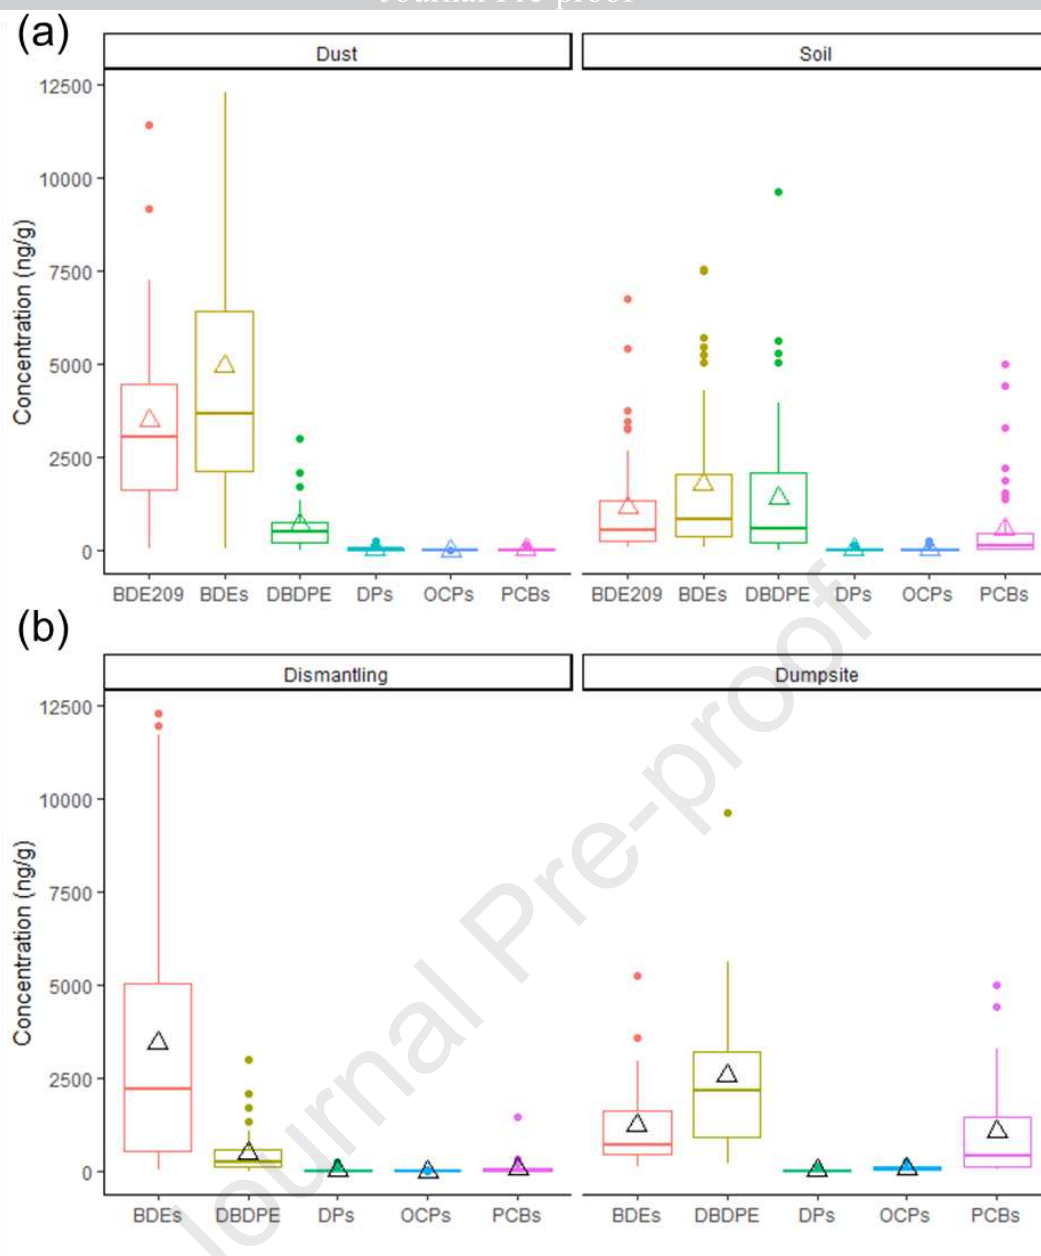 Journal Pre-proof
(a)
Dust Soil
12500
10000
7500
5000
2500
0
Concentration (ng/g)
BDE209 BDEs DBDPE DPs OCPs PCBs BDE209 BDEs DBDPE DPs OCPs PCBs
(b)
Dismantling Dumpsite
12500
10000
7500
5000
2500
0
Concentration (ng/g)
BDEs DBDPE DPs OCPs PCBs BDEs DBDPE DPs OCPs PCBs
Journal Pre-proof